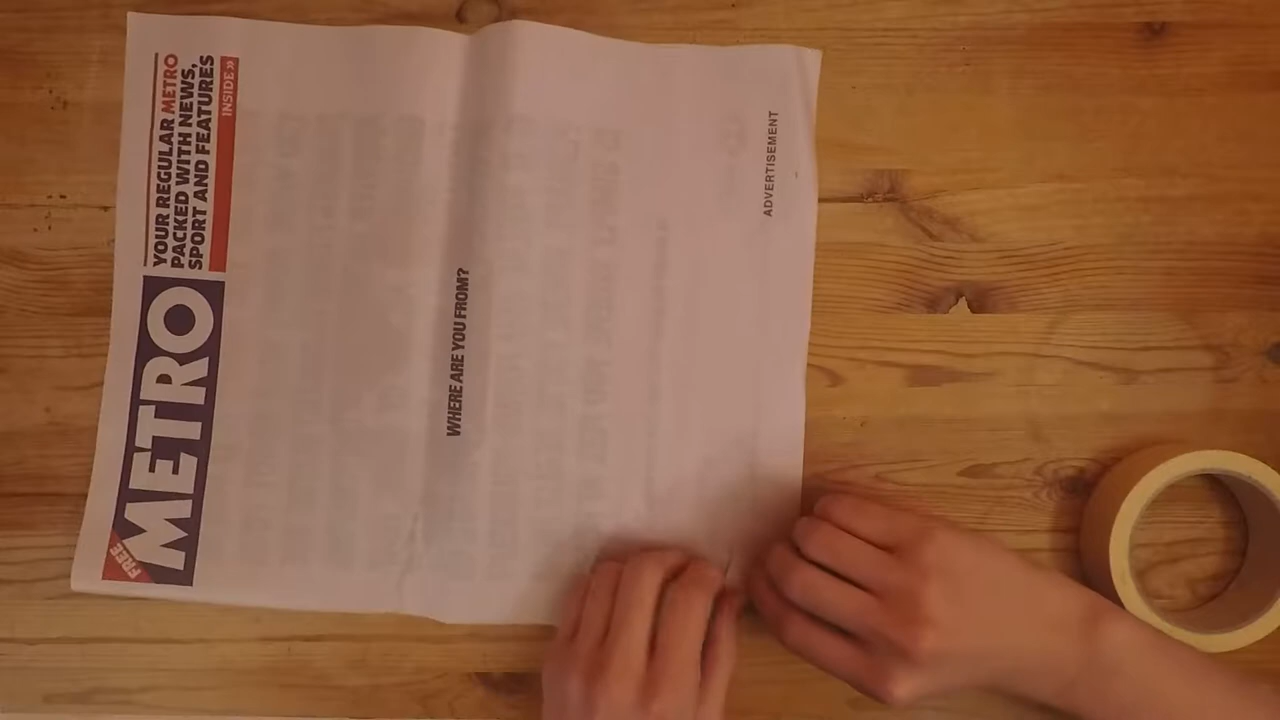 FREE
METRO
YOUR REGULAR METRO
PACKED WITH NEWS,
SPORT AND FEATURES
INSIDE »
WHERE ARE YOU FROM?
ADVERTISEMENT